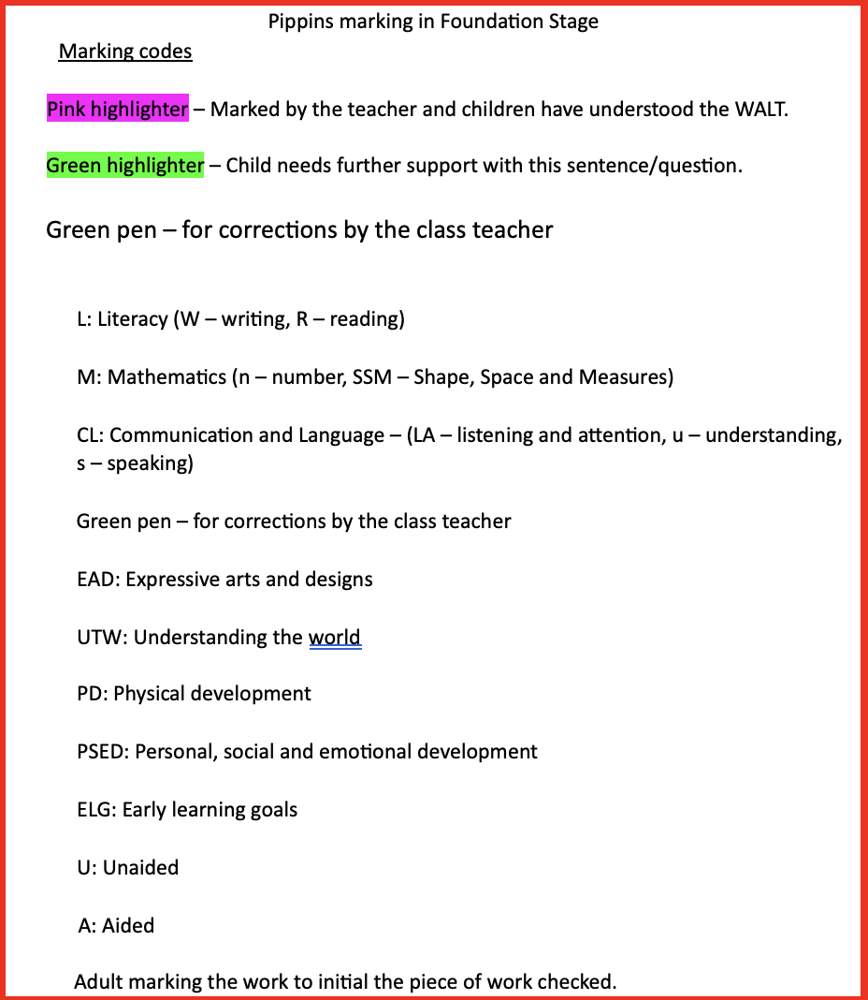 Pippins marking in Foundation Stage
Marking codes
Pink highlighter – Marked by the teacher and children have understood the WALT.
Green highlighter – Child needs further support with this sentence/question.
Green pen – for corrections by the class teacher
L: Literacy (W – writing, R – reading)
M: Mathematics (n – number, SSM – Shape, Space and Measures)
CL: Communication and Language – (LA – listening and attention, u – understanding,
s – speaking)
Green pen – for corrections by the class teacher
EAD: Expressive arts and designs
UTW: Understanding the world
PD: Physical development
PSED: Personal, social and emotional development
ELG: Early learning goals
U: Unaided
A: Aided
Adult marking the work to initial the piece of work checked.